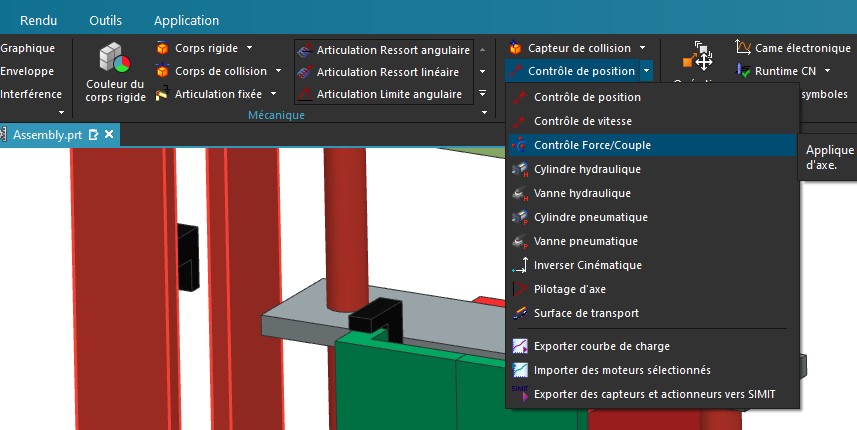 Rendu Outils Application
Graphique
Enveloppe
Interférence
Couleur du
corps rigide
Corps rigide
Corps de collision
Articulation fixée
Articulation Ressort angulaire
Articulation Ressort linéaire
Articulation Limite angulaire
Mécanique
Capteur de collision
Contrôle de position
Came électronique
Runtime CN
symboles
Assembly.prt
Contrôle de position
Contrôle de vitesse
Contrôle Force/Couple
Cylindre hydraulique
Vanne hydraulique
Cylindre pneumatique
Vanne pneumatique
Inverser Cinématique
Pilotage d'axe
Surface de transport
Exporter courbe de charge
Importer des moteurs sélectionnés
SIMIT
Exporter des capteurs et actionneurs vers SIMIT
Applique
d'axe.